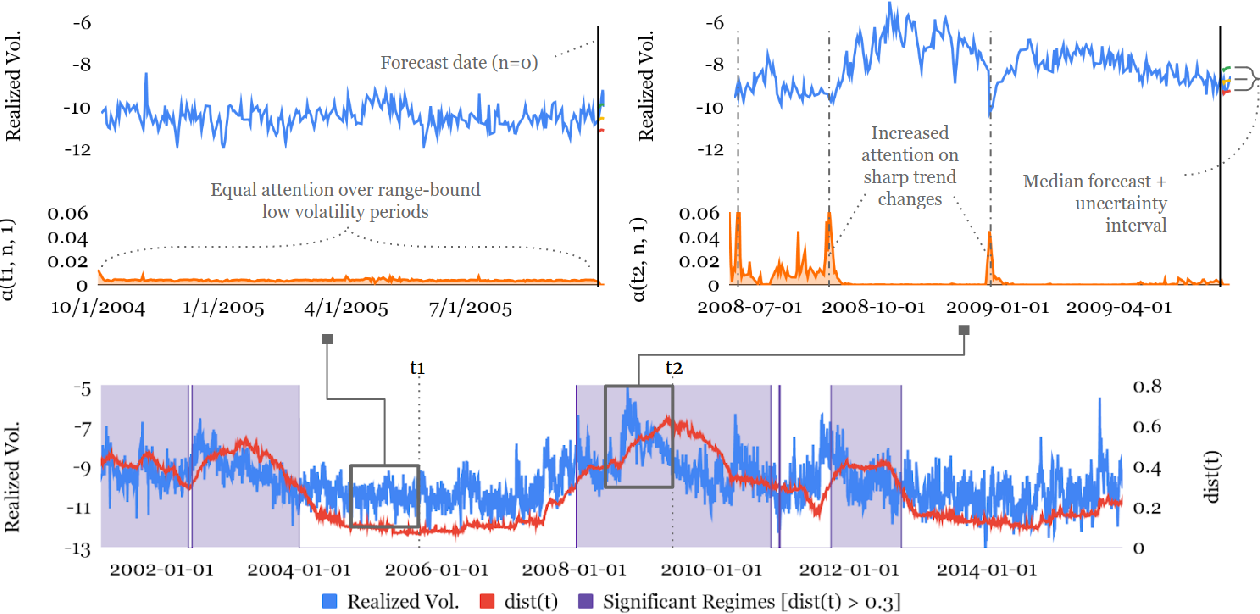 -6
-8
-10
-12
Realized Vol.
Forecast date (n=0)
Equal attention over range-bound
low volatility periods
0.06
0.04
0.02
0
α(t1, n, 1)
10/1/2004 1/1/2005 4/1/2005 7/1/2005
-6
-8
-10
-12
Realized Vol.
Increased
attention on
sharp trend
changes
Median forecast +
uncertainty
interval
0.06
0.04
0.02
0
α(t2, n, 1)
2008-07-01 2008-10-01 2009-01-01 2009-04-01
t1 t2
-5
-7
-9
-11
-13
Realized Vol.
0.8
0.6
0.4
0.2
0
dist(t)
2002-01-01 2004-01-01 2006-01-01 2008-01-01 2010-01-01 2012-01-01 2014-01-01
Realized Vol. dist(t) Significant Regimes [dist(t) > 0.3]